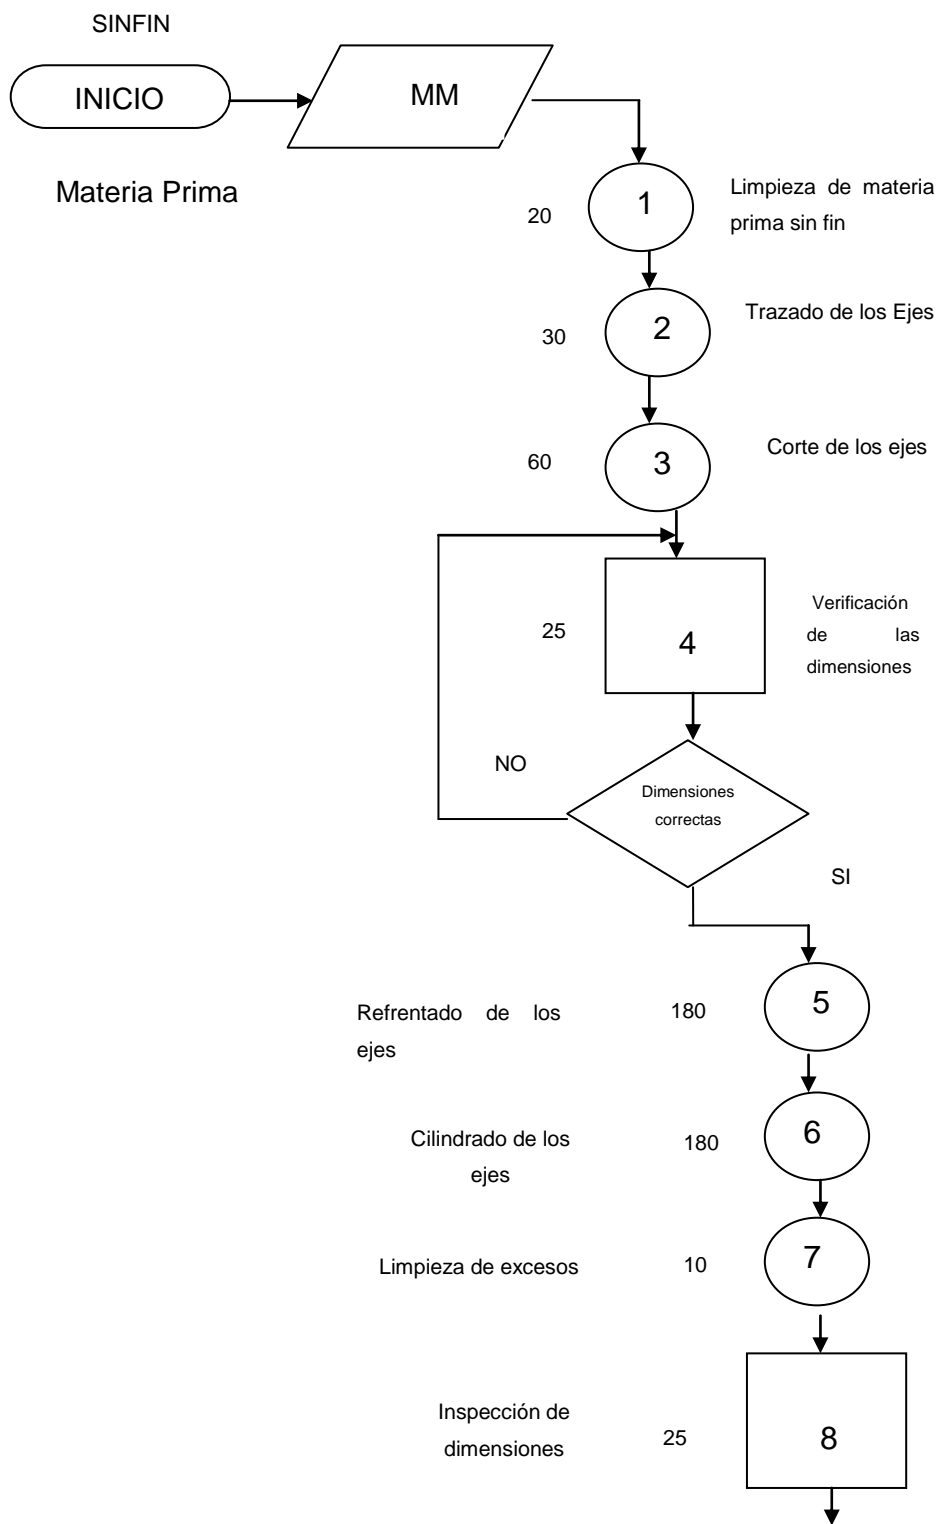 SINFIN
INICIO
MM
Materia Prima
20
1
Limpieza de materia
prima sin fin
30
2
Trazado de los Ejes
60
3
Corte de los ejes
25
4
Verificación
de las
dimensiones
NO
Dimensiones
correctas
SI
Refrentado de los
ejes
180
5
Cilindrado de los
ejes
180
6
Limpieza de excesos
10
7
Inspección de
dimensiones
25
8